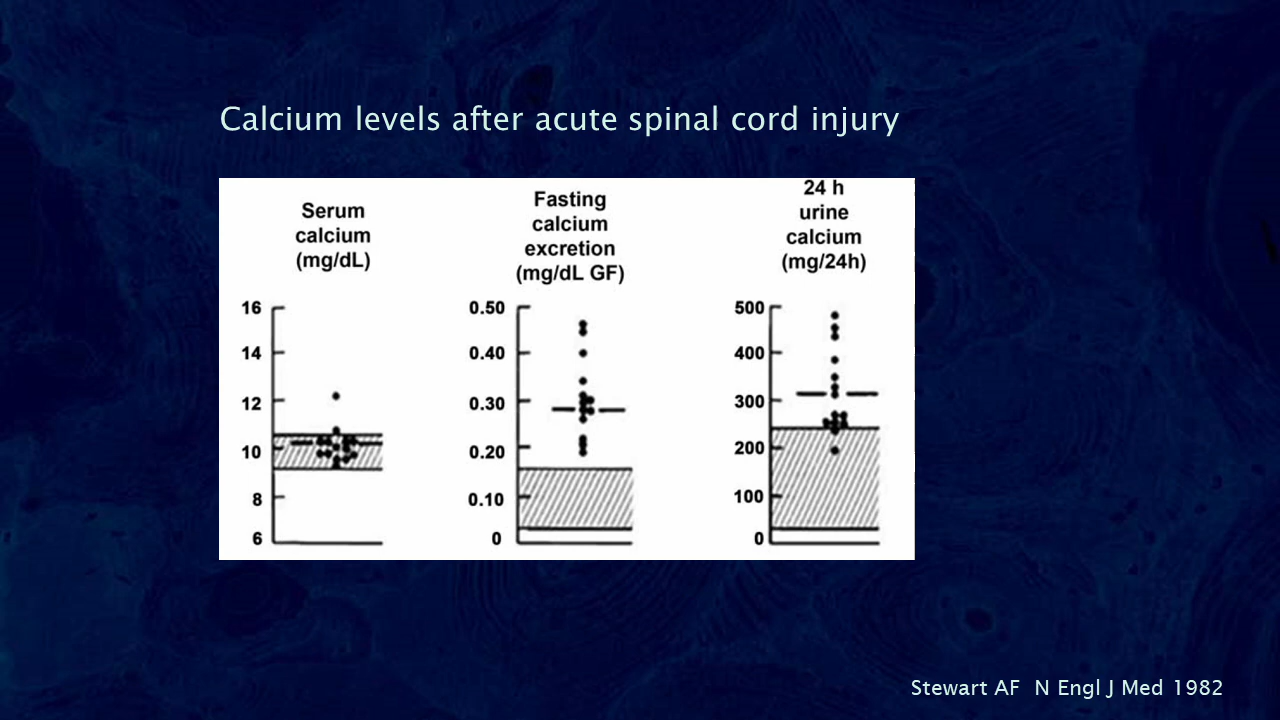 Calcium levels after acute spinal cord injury
Serum
calcium
(mg/dL)
16
14
12
10
8
6
Fasting
calcium
excretion
(mg/dL GF)
0.50
0.40
0.30
0.20
0.10
0
24 h
urine
calcium
(mg/24h)
500
400
300
200
100
0
Stewart AF N Engl J Med 1982